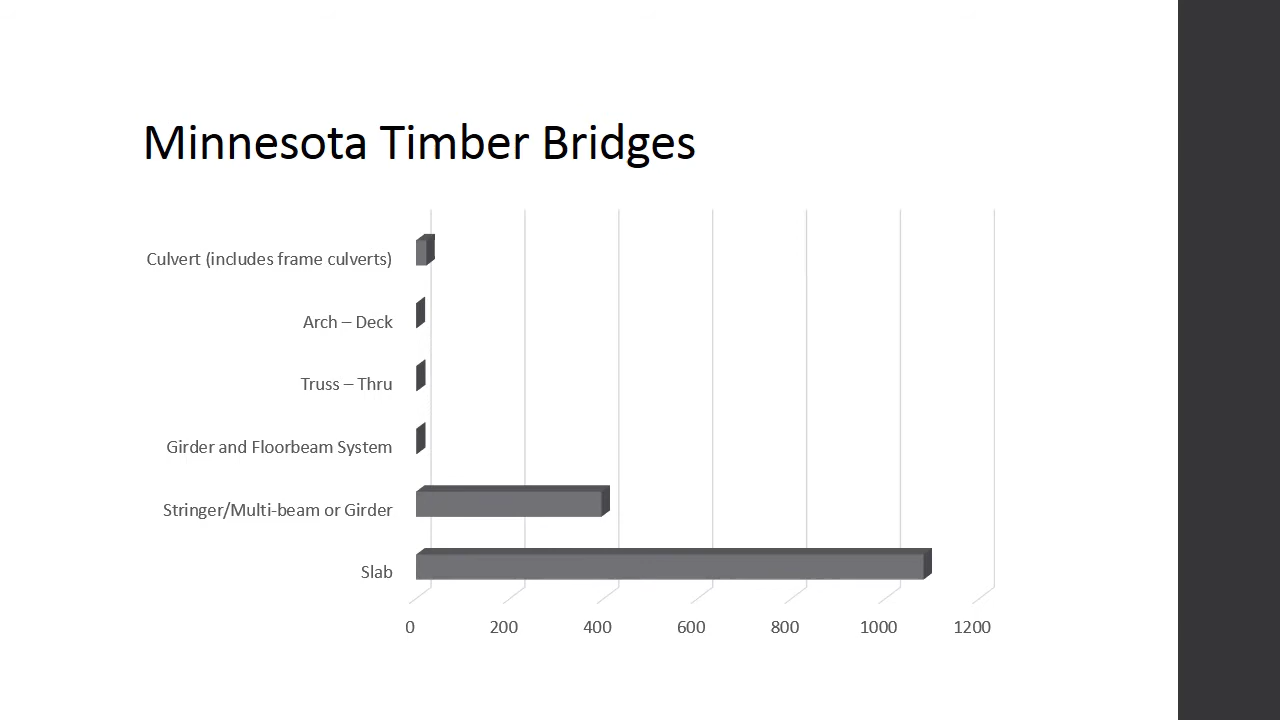 Minnesota Timber Bridges
Culvert (includes frame culverts)
Arch – Deck
Truss – Thru
Girder and Floorbeam System
Stringer/Multi-beam or Girder
Slab
0 200 400 600 800 1000 1200